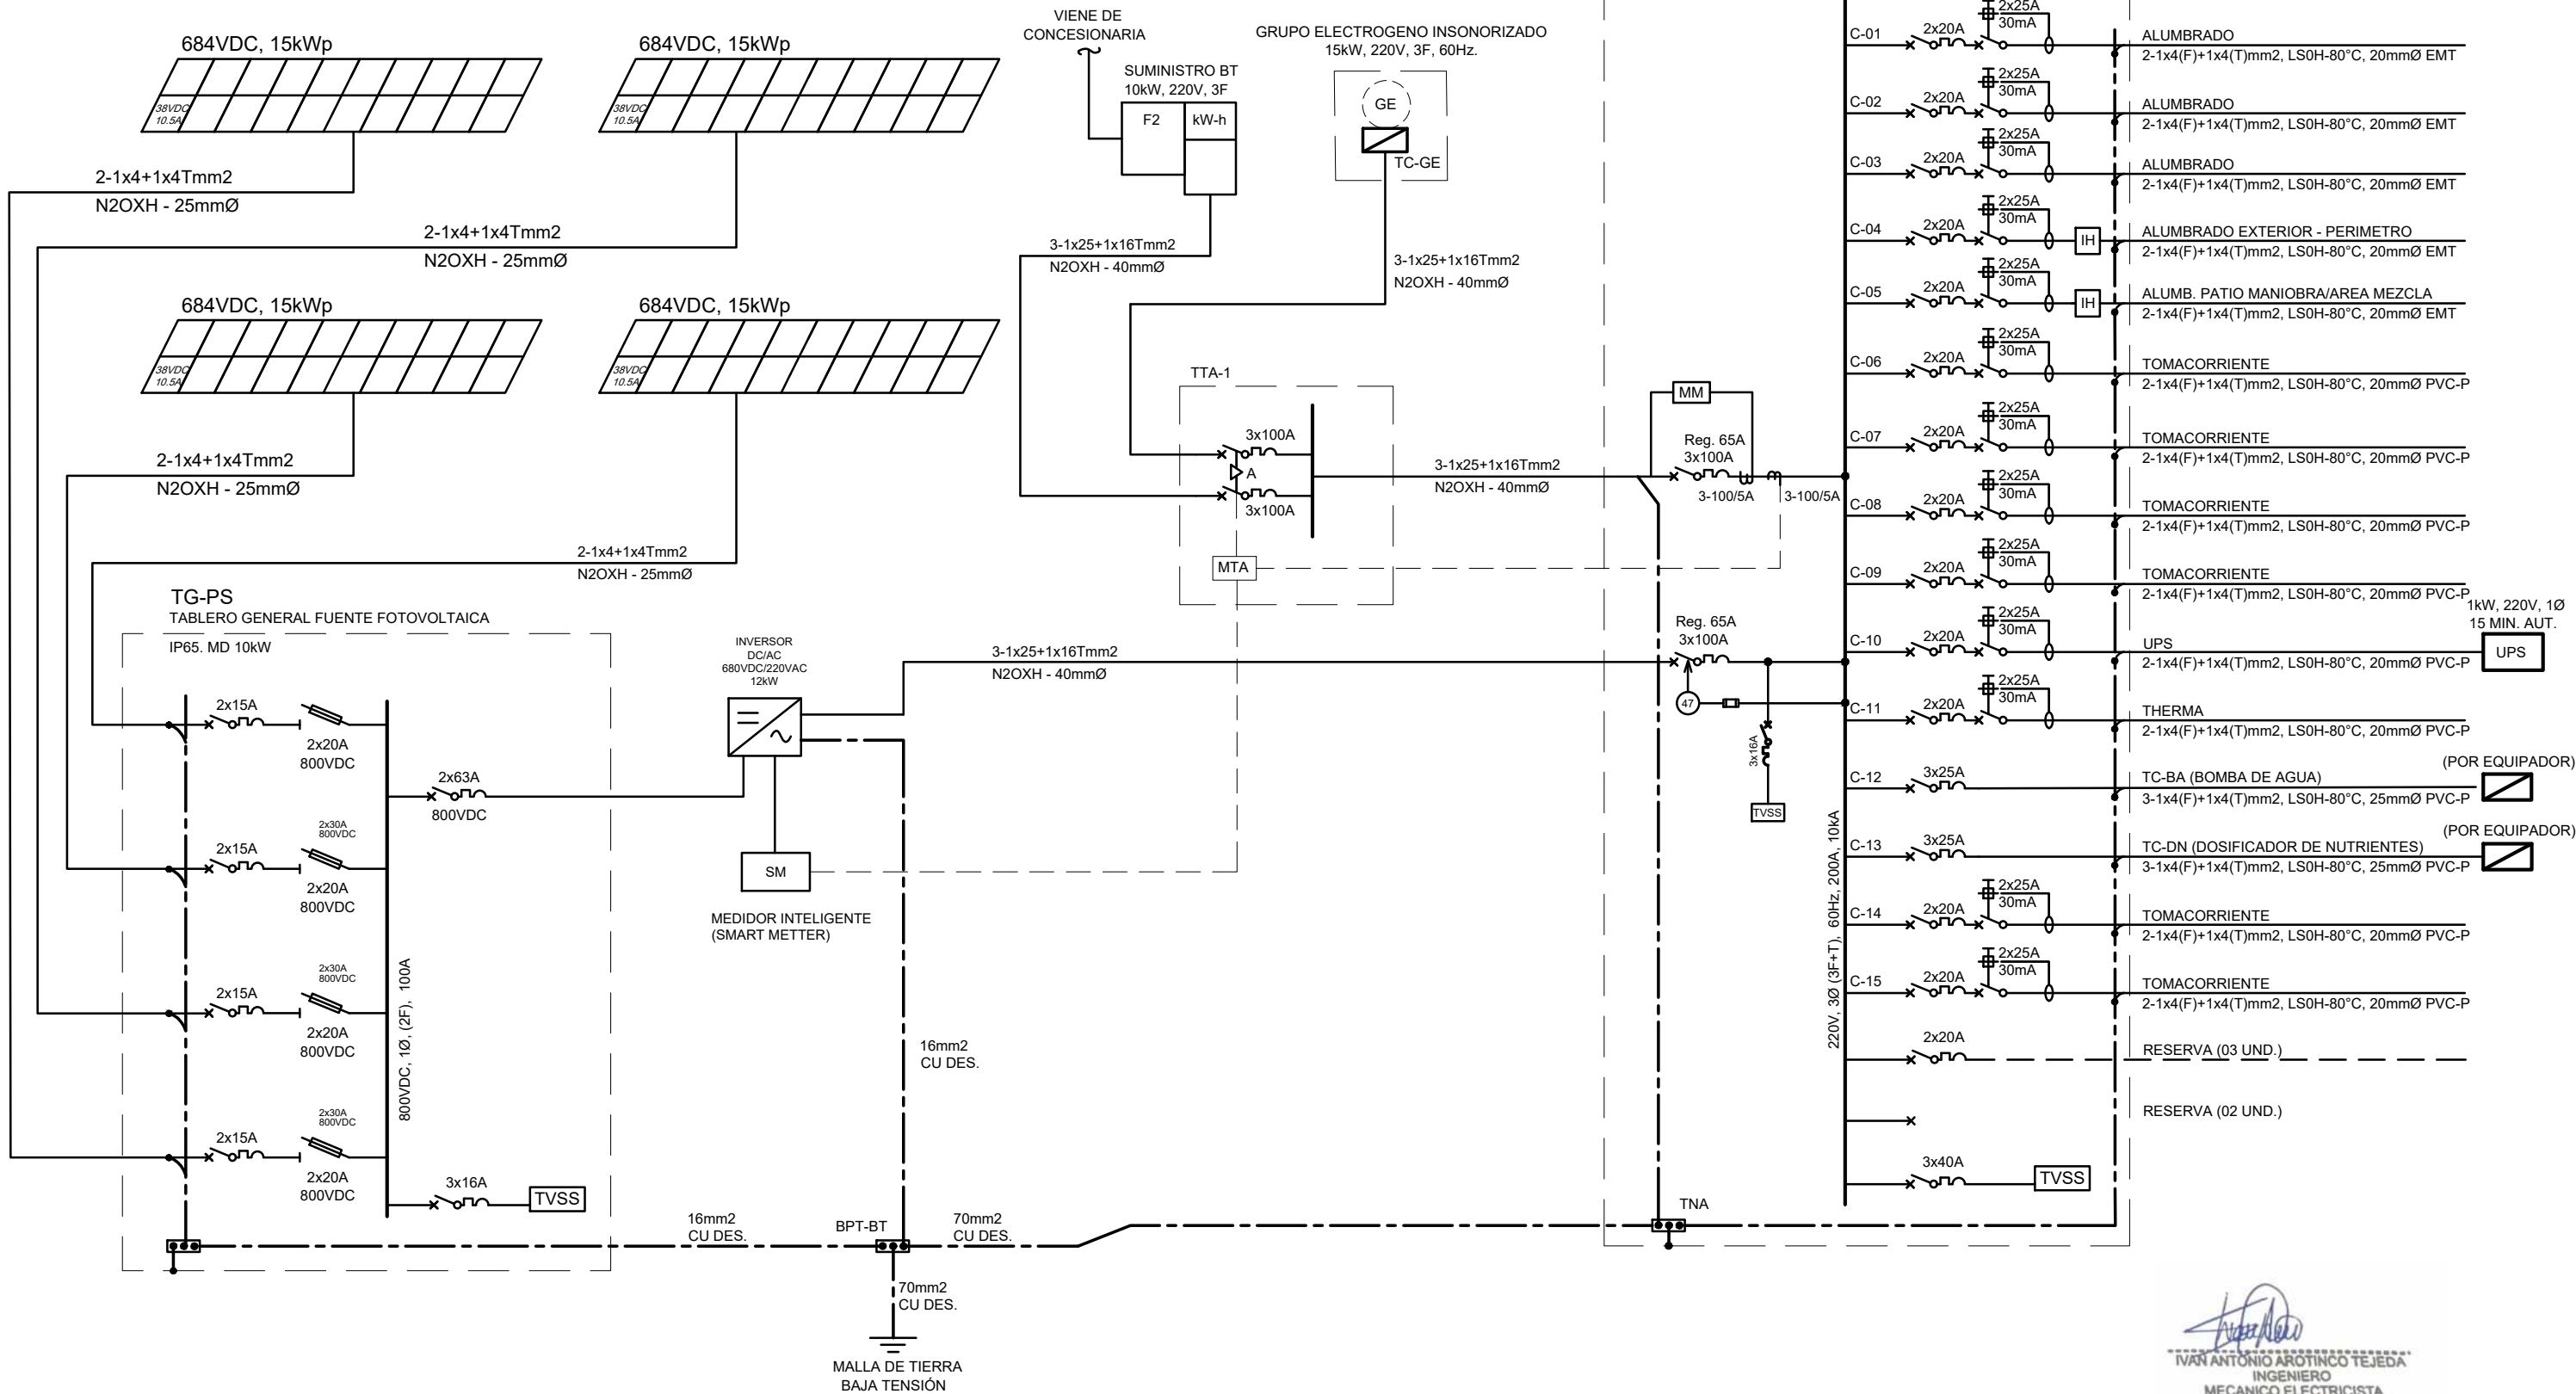 684VDC, 15kWp
38VDC
10.5A
2-1x4+1x4Tmm2
N2OXH - 25mmØ
684VDC, 15kWp
38VDC
10.5A
2-1x4+1x4Tmm2
N2OXH - 25mmØ
684VDC, 15kWp
38VDC
10.5A
2-1x4+1x4Tmm2
N2OXH - 25mmØ
684VDC, 15kWp
38VDC
10.5A
2-1x4+1x4Tmm2
N2OXH - 25mmØ
VIENE DE
CONCESIONARIA
SUMINISTRO BT
10kW, 220V, 3F
F2
kW-h
3-1x25+1x16Tmm2
N2OXH - 40mmØ
GRUPO ELECTROGENO INSONORIZADO
15kW, 220V, 3F, 60Hz.
GE
TC-GE
3-1x25+1x16Tmm2
N2OXH - 40mmØ
TTA-1
3x100A
A
3x100A
MTA
3-1x25+1x16Tmm2
N2OXH - 40mmØ
MM
Reg. 65A
3x100A
3-100/5A
3-100/5A
TG-PS
TABLERO GENERAL FUENTE FOTOVOLTAICA
IP65. MD 10kW
2x15A
2x20A
800VDC
2x63A
800VDC
2x30A
800VDC
2x15A
2x20A
800VDC
2x30A
800VDC
2x15A
2x20A
800VDC
2x30A
800VDC
2x15A
2x20A
800VDC
800VDC, 1Ø, (2F), 100A
3x16A
TVSS
INVERSOR
DC/AC
680VDC/220VAC
12kW
3-1x25+1x16Tmm2
N2OXH - 40mmØ
SM
MEDIDOR INTELIGENTE
(SMART METTER)
16mm2
CU DES.
16mm2
CU DES.
BPT-BT
70mm2
CU DES.
70mm2
CU DES.
MALLA DE TIERRA
BAJA TENSIÓN
Reg. 65A
3x100A
47
3x16A
TVSS
TNA
220V, 3Ø (3F+T), 60Hz, 200A, 10kA
C-01
2x20A
2x25A
30mA
ALUMBRADO
2-1x4(F)+1x4(T)mm2, LS0H-80°C, 20mmØ EMT
C-02
2x20A
2x25A
30mA
ALUMBRADO
2-1x4(F)+1x4(T)mm2, LS0H-80°C, 20mmØ EMT
C-03
2x20A
2x25A
30mA
ALUMBRADO
2-1x4(F)+1x4(T)mm2, LS0H-80°C, 20mmØ EMT
C-04
2x20A
2x25A
30mA
IH
ALUMBRADO EXTERIOR - PERIMETRO
2-1x4(F)+1x4(T)mm2, LS0H-80°C, 20mmØ EMT
C-05
2x20A
2x25A
30mA
IH
ALUMB. PATIO MANIOBRA/AREA MEZCLA
2-1x4(F)+1x4(T)mm2, LS0H-80°C, 20mmØ EMT
C-06
2x20A
2x25A
30mA
TOMACORRIENTE
2-1x4(F)+1x4(T)mm2, LS0H-80°C, 20mmØ PVC-P
C-07
2x20A
2x25A
30mA
TOMACORRIENTE
2-1x4(F)+1x4(T)mm2, LS0H-80°C, 20mmØ PVC-P
C-08
2x20A
2x25A
30mA
TOMACORRIENTE
2-1x4(F)+1x4(T)mm2, LS0H-80°C, 20mmØ PVC-P
C-09
2x20A
2x25A
30mA
TOMACORRIENTE
2-1x4(F)+1x4(T)mm2, LS0H-80°C, 20mmØ PVC-P
C-10
2x20A
2x25A
30mA
UPS
2-1x4(F)+1x4(T)mm2, LS0H-80°C, 20mmØ PVC-P
1kW, 220V, 1Ø
15 MIN. AUT.
UPS
C-11
2x20A
2x25A
30mA
THERMA
2-1x4(F)+1x4(T)mm2, LS0H-80°C, 20mmØ PVC-P
C-12
3x25A
TC-BA (BOMBA DE AGUA)
3-1x4(F)+1x4(T)mm2, LS0H-80°C, 25mmØ PVC-P
(POR EQUIPADOR)
C-13
3x25A
TC-DN (DOSIFICADOR DE NUTRIENTES)
3-1x4(F)+1x4(T)mm2, LS0H-80°C, 25mmØ PVC-P
(POR EQUIPADOR)
C-14
2x20A
2x25A
30mA
TOMACORRIENTE
2-1x4(F)+1x4(T)mm2, LS0H-80°C, 20mmØ PVC-P
C-15
2x20A
2x25A
30mA
TOMACORRIENTE
2-1x4(F)+1x4(T)mm2, LS0H-80°C, 20mmØ PVC-P
2x20A
RESERVA (03 UND.)
RESERVA (02 UND.)
3x40A
TVSS
IVAN ANTONIO AROTINCO TEJEDA
INGENIERO
MECANICO ELECTRICISTA